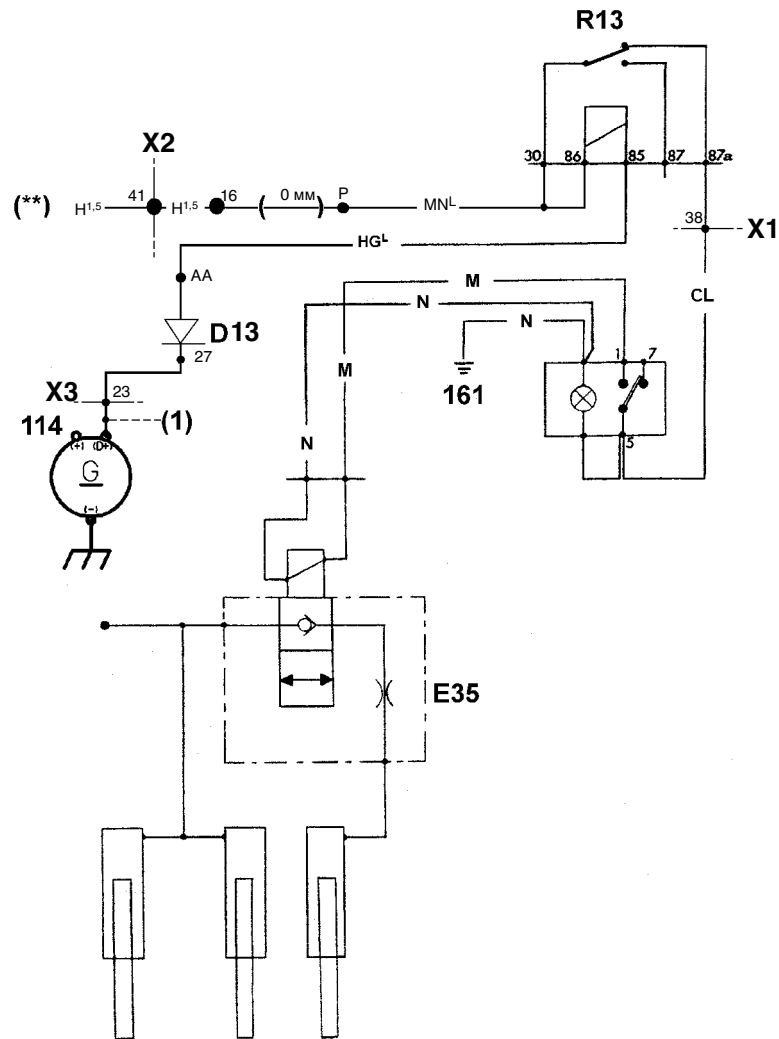 R13
X2
30 86 85 87 87a
(**) H1,5 41 H1,5 16 ( 0 мм ) P MNL
38 X1
HGL
AA
M
N
CL
N
D13
27
M
161
1 7
X3 23
114 (1)
(+) (D+)
5
N
G
(-)
E35